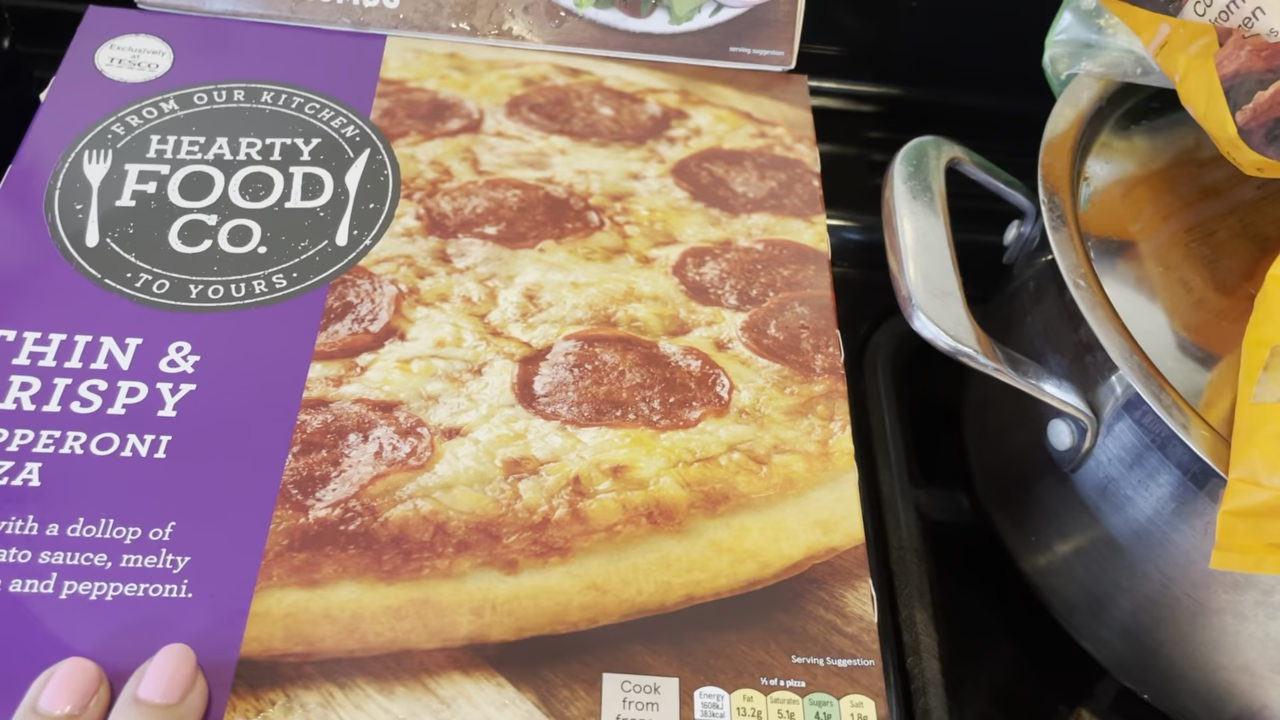 serving suggestion
Exclusively
at
TESCO
FROM OUR KITCHEN
HEARTY
FOOD
CO.
TO YOURS
THIN &
RISPY
PPERONI
ZA
with a dollop of
ato sauce, melty
and pepperoni.
Serving Suggestion
Cook
from
⅓ of a pizza
Energy
1608kJ
383kcal
Fat
13.2g
Saturates
5.1g
Sugars
4.1g
Salt
1.8g
from